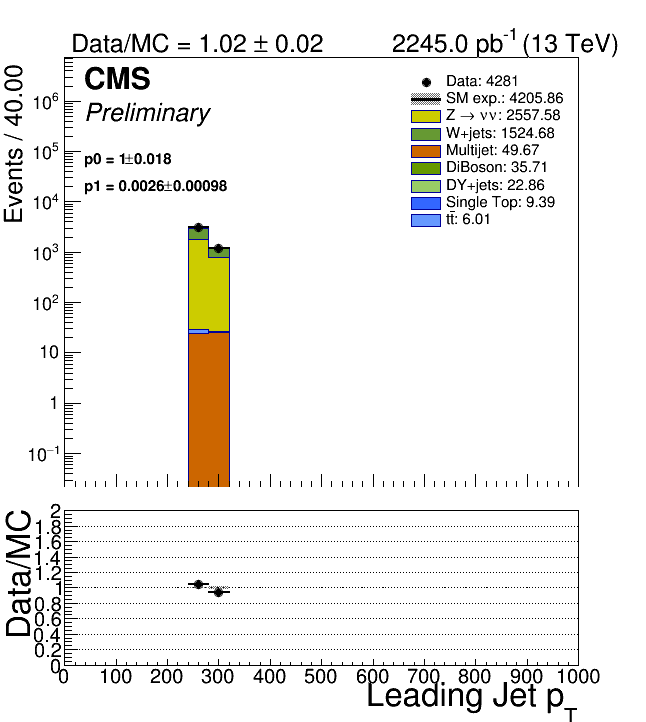 Data/MC = 1.02 ± 0.02
2245.0 pb⁻¹ (13 TeV)
Events / 40.00
CMS
Preliminary
p0 = 1±0.018
p1 = 0.0026±0.00098
Data: 4281
SM exp.: 4205.86
Z → νν: 2557.58
W+jets: 1524.68
Multijet: 49.67
DiBoson: 35.71
DY+jets: 22.86
Single Top: 9.39
tt̄: 6.01
10⁶
10⁵
10⁴
10³
10²
10
1
10⁻¹
Data/MC
2
1.8
1.6
1.4
1.2
1
0.8
0.6
0.4
0.2
0
0 100 200 300 400 500 600 700 800 900 1000
Leading Jet p_T